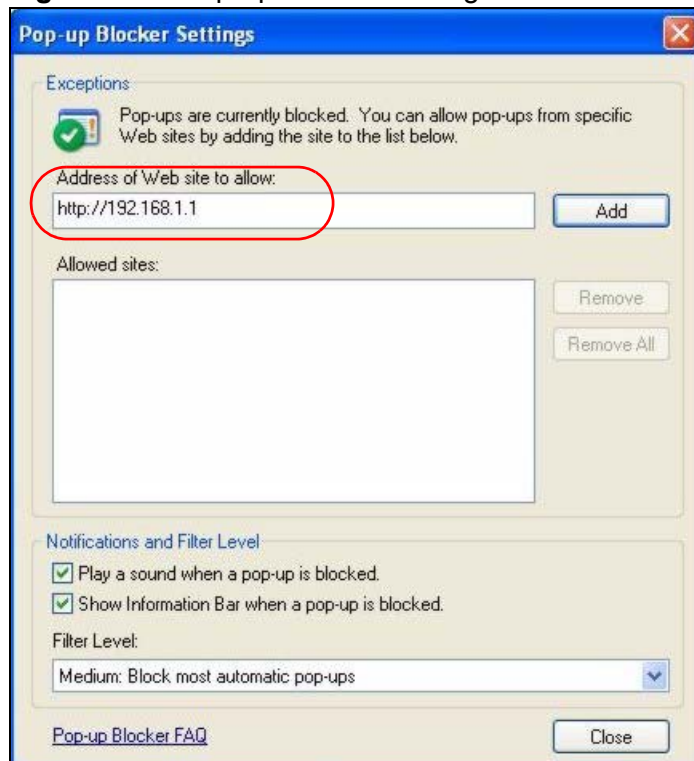 Pop-up Blocker Settings
Exceptions
Pop-ups are currently blocked. You can allow pop-ups from specific
Web sites by adding the site to the list below.
Address of Web site to allow:
http://192.168.1.1
Add
Allowed sites:
Remove
Remove All
Notifications and Filter Level
Play a sound when a pop-up is blocked.
Show Information Bar when a pop-up is blocked.
Filter Level:
Medium: Block most automatic pop-ups
Pop-up Blocker FAQ
Close